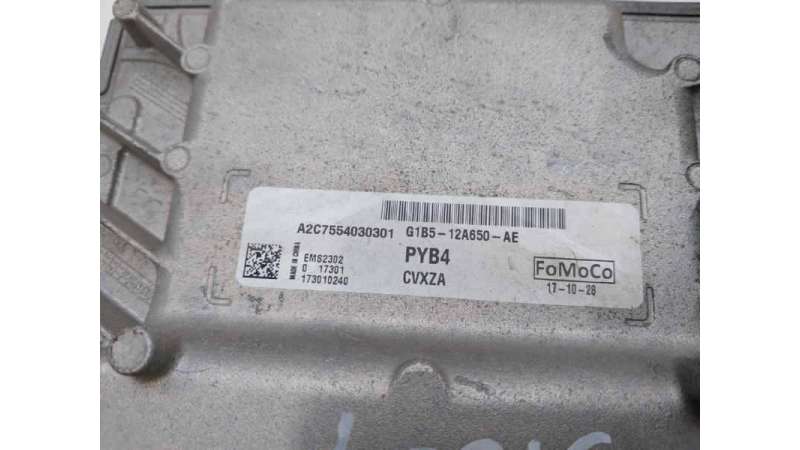 A2C7554030301 G1B5-12A650-AE
MADE IN CHINA
EMS2302
0 17301
173010240
PYB4
CVXZA
FoMoCo
17-10-28